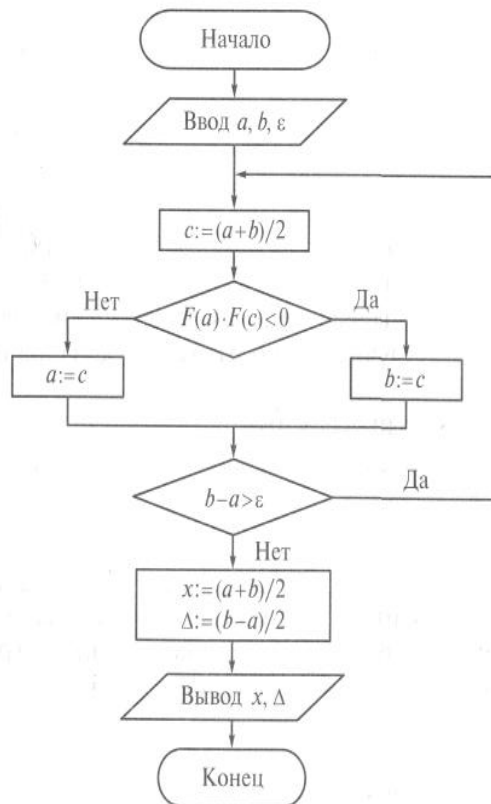 Начало
Ввод a, b, ε
c:=(a+b)/2
Нет
F(a)·F(c)<0
Да
a:=c
b:=c
b−a>ε
Да
Нет
x:=(a+b)/2
Δ:=(b−a)/2
Вывод x, Δ
Конец